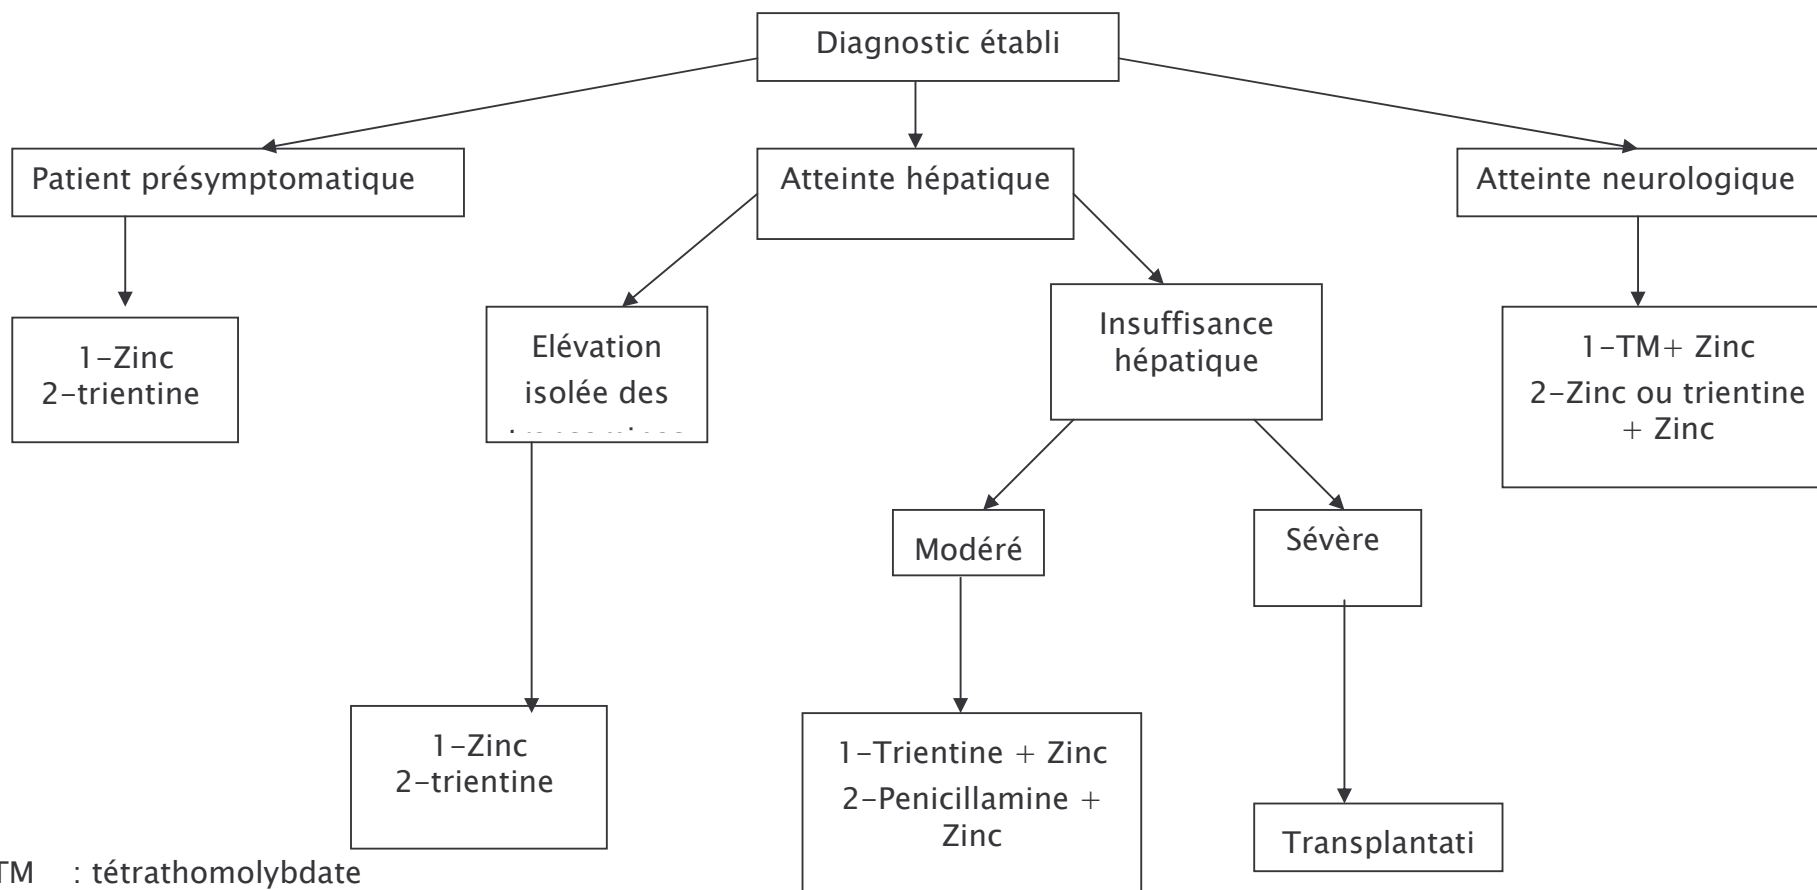 Diagnostic établi
Patient présymptomatique
Atteinte hépatique
Atteinte neurologique
1-Zinc
2-trientine
Elévation
isolée des
Insuffisance
hépatique
1-TM+ Zinc
2-Zinc ou trientine
+ Zinc
Modéré
Sévère
1-Zinc
2-trientine
1-Trientine + Zinc
2-Penicillamine +
Zinc
Transplantati
TM : tétrathomolybdate